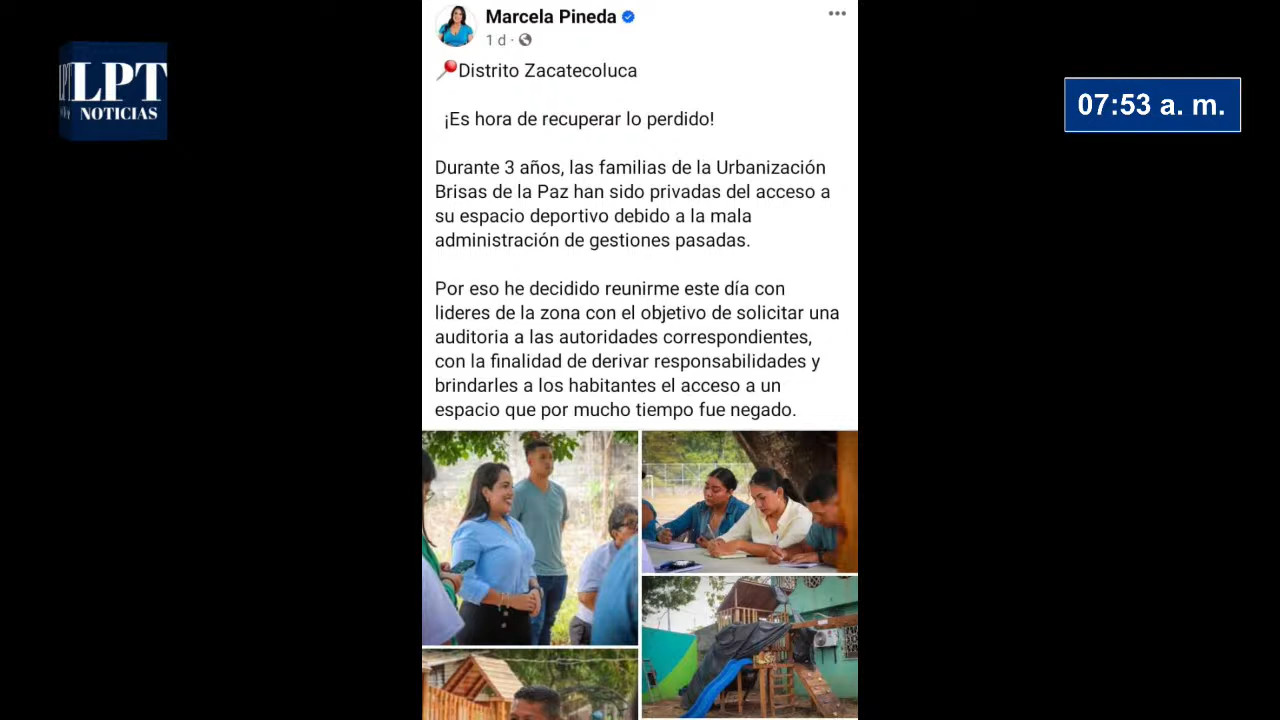 LPT
NOTICIAS
07:53 a. m.
Marcela Pineda
1 d ·
Distrito Zacatecoluca
¡Es hora de recuperar lo perdido!
Durante 3 años, las familias de la Urbanización
Brisas de la Paz han sido privadas del acceso a
su espacio deportivo debido a la mala
administración de gestiones pasadas.
Por eso he decidido reunirme este día con
lideres de la zona con el objetivo de solicitar una
auditoria a las autoridades correspondientes,
con la finalidad de derivar responsabilidades y
brindarles a los habitantes el acceso a un
espacio que por mucho tiempo fue negado.